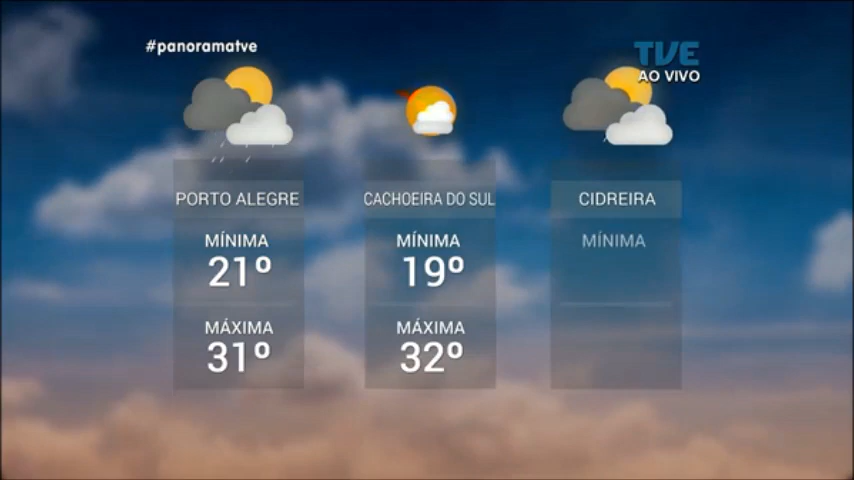 #panoramatve
TVE
AO VIVO
PORTO ALEGRE
MÍNIMA
21º
MÁXIMA
31º
CACHOEIRA DO SUL
MÍNIMA
19º
MÁXIMA
32º
CIDREIRA
MÍNIMA